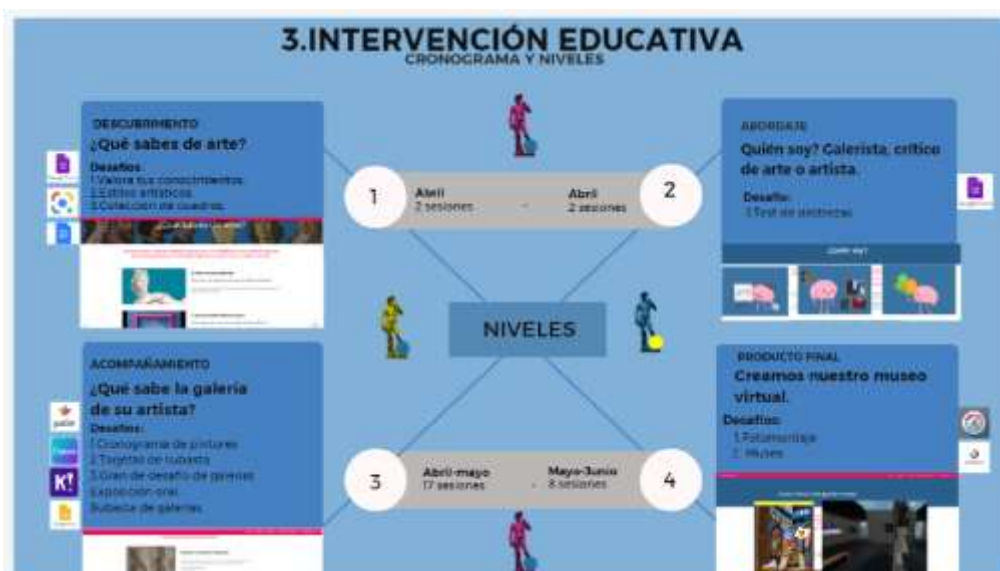 3.INTERVENCIÓN EDUCATIVA
CRONOGRAMA Y NIVELES
DESCUBRIMENTO
¿Qué sabes de arte?
Desafíos:
1.Valora tus conocimientos.
2.Estilos artísticos.
3.Colección de cuadros.
1
Abril
2 sesiones
-
Abril
2 sesiones
2
ABORDAJE
Quién soy? Galerista, crítico
de arte o artista.
Desafío:
1.Test de destrezas
NIVELES
ACOMPAÑAMIENTO
¿Qué sabe la galería
de su artista?
Desafíos:
1.Cronograma de pintores
2.Tarjetas de subasta
3.Gran de desafío de galerías
Exposición oral.
Subasta de galerías
K!
3
Abril-mayo
17 sesiones
-
Mayo-Junio
8 sesiones
4
PRODUCTO FINAL
Creamos nuestro museo
virtual.
Desafíos:
1.Fotomontaje
2. Museo